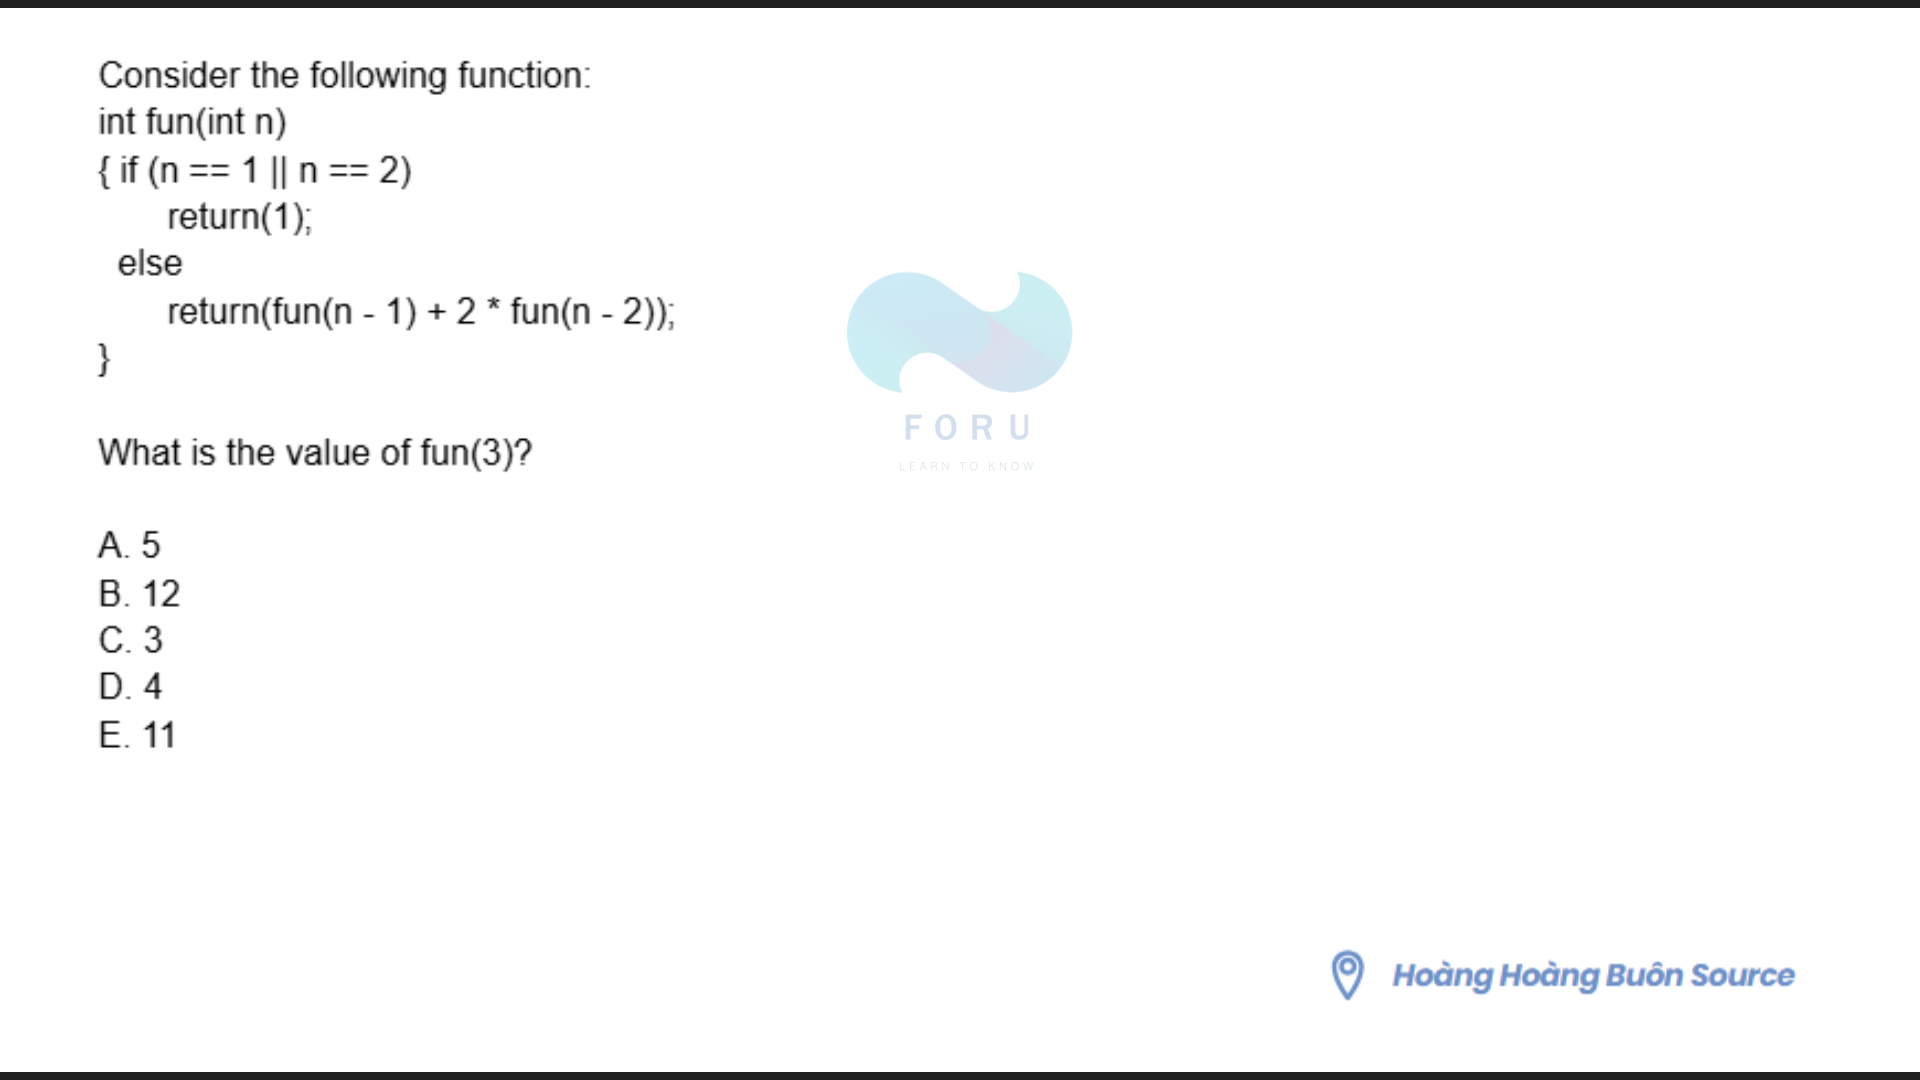 Consider the following function:
int fun(int n)
{ if (n == 1 || n == 2)
return(1);
else
return(fun(n - 1) + 2 * fun(n - 2));
}
What is the value of fun(3)?
A. 5
B. 12
C. 3
D. 4
E. 11
FORU
LEARN TO KNOW
Hoàng Hoàng Buôn Source